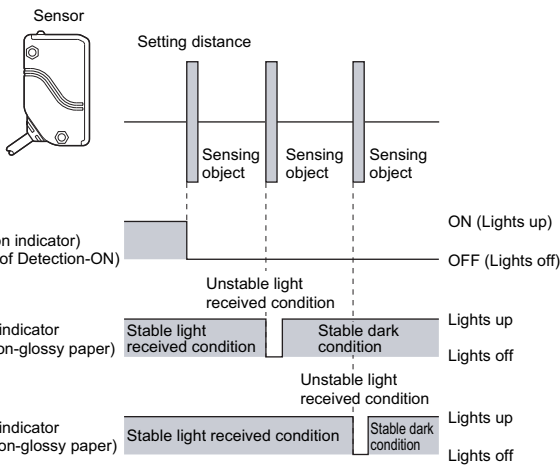 Sensor
Setting distance
Sensing
object
Sensing
object
Sensing
object
on indicator)
of Detection-ON)
ON (Lights up)
OFF (Lights off)
Unstable light
received condition
indicator
on-glossy paper)
Stable light
received condition
Stable dark
condition
Lights up
Lights off
Unstable light
received condition
indicator
on-glossy paper)
Stable light received condition
Stable dark
condition
Lights up
Lights off